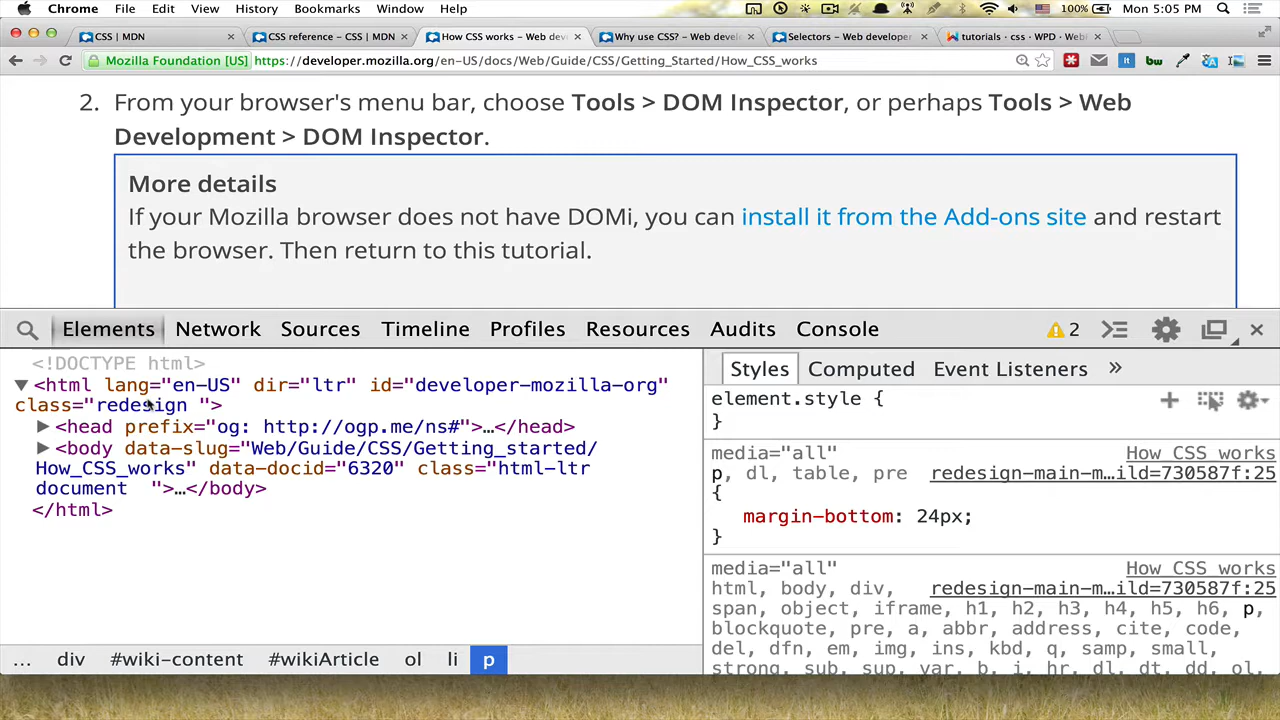 Chrome File Edit View History Bookmarks Window Help 100% Mon 5:05 PM
CSS | MDN × CSS reference – CSS | MDN × How CSS works – Web dev × Why use CSS? – Web develo × Selectors – Web developer × tutorials · css · WPD · Web ×
Mozilla Foundation [US] https://developer.mozilla.org/en-US/docs/Web/Guide/CSS/Getting_Started/How_CSS_works
2. From your browser's menu bar, choose Tools > DOM Inspector, or perhaps Tools > Web
Development > DOM Inspector.
More details
If your Mozilla browser does not have DOMi, you can install it from the Add-ons site and restart
the browser. Then return to this tutorial.
Elements Network Sources Timeline Profiles Resources Audits Console 2
<!DOCTYPE html>
▼<html lang="en-US" dir="ltr" id="developer-mozilla-org"
class="redesign ">
▶<head prefix="og: http://ogp.me/ns#">…</head>
▶<body data-slug="Web/Guide/CSS/Getting_started/
How_CSS_works" data-docid="6320" class="html-ltr
document ">…</body>
</html>
… div #wiki-content #wikiArticle ol li p
Styles Computed Event Listeners »
element.style {
}
media="all" How CSS works
p, dl, table, pre redesign-main-m…ild=730587f:25
{
margin-bottom: 24px;
}
media="all" How CSS works
html, body, div, redesign-main-m…ild=730587f:25
span, object, iframe, h1, h2, h3, h4, h5, h6, p,
blockquote, pre, a, abbr, address, cite, code,
del, dfn, em, img, ins, kbd, q, samp, small,
strong, sub, sup, var, b, i, hr, dl, dt, dd, ol,